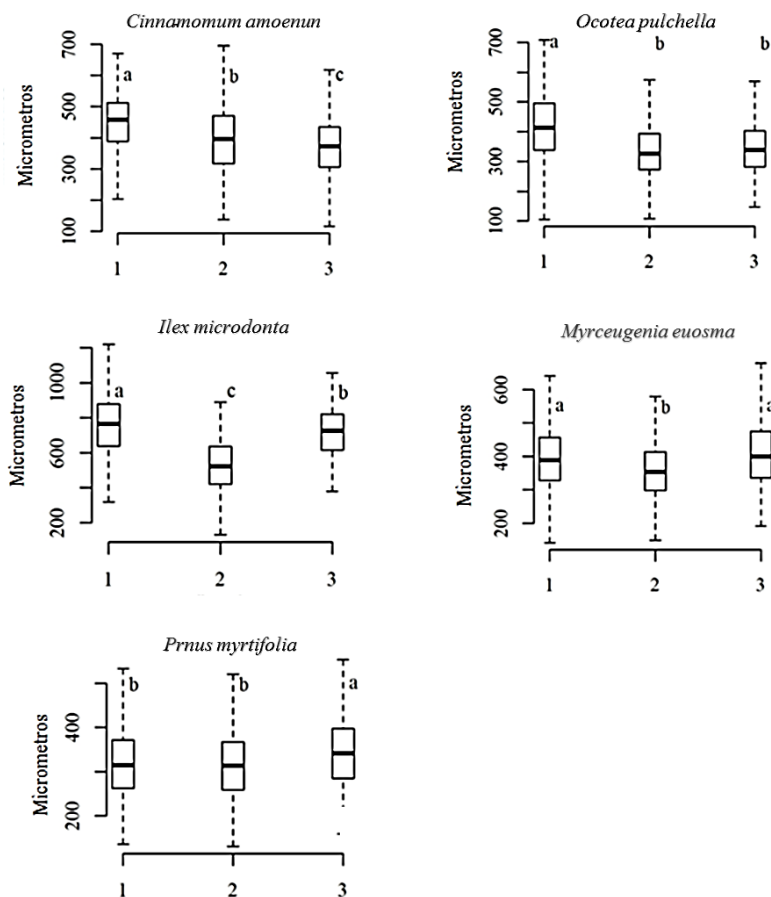 Cinnamomum amoenun
Micrometros
700
500
300
100
a
b
c
1 2 3
Ocotea pulchella
Micrometros
700
500
300
100
a
b
b
1 2 3
Ilex microdonta
Micrometros
1000
600
200
a
c
b
1 2 3
Myrceugenia euosma
Micrometros
600
400
200
a
b
a
1 2 3
Prnus myrtifolia
Micrometros
400
200
b
b
a
1 2 3